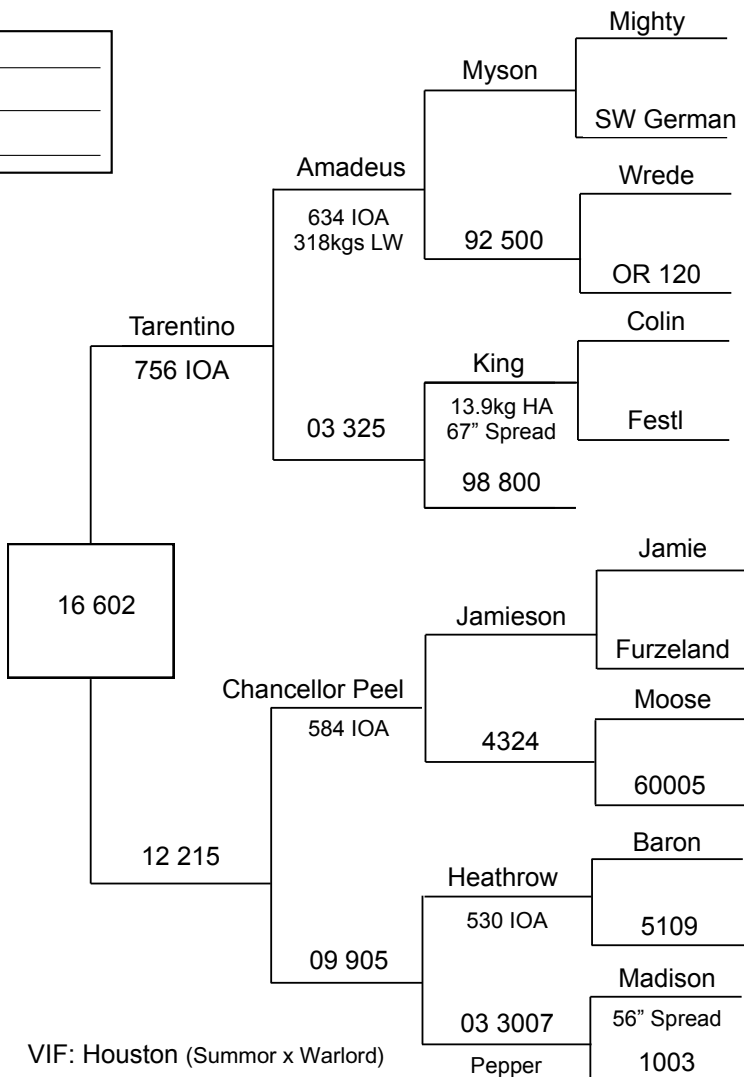 Mighty
Myson
SW German
Amadeus
634 IOA
318kgs LW
Wrede
92 500
OR 120
Tarentino
756 IOA
Colin
King
13.9kg HA
67” Spread
Festl
03 325
98 800
16 602
Jamie
Jamieson
Furzeland
Chancellor Peel
584 IOA
Moose
4324
60005
12 215
Baron
Heathrow
530 IOA
5109
09 905
Madison
56” Spread
03 3007
Pepper
1003
VIF: Houston (Summor x Warlord)